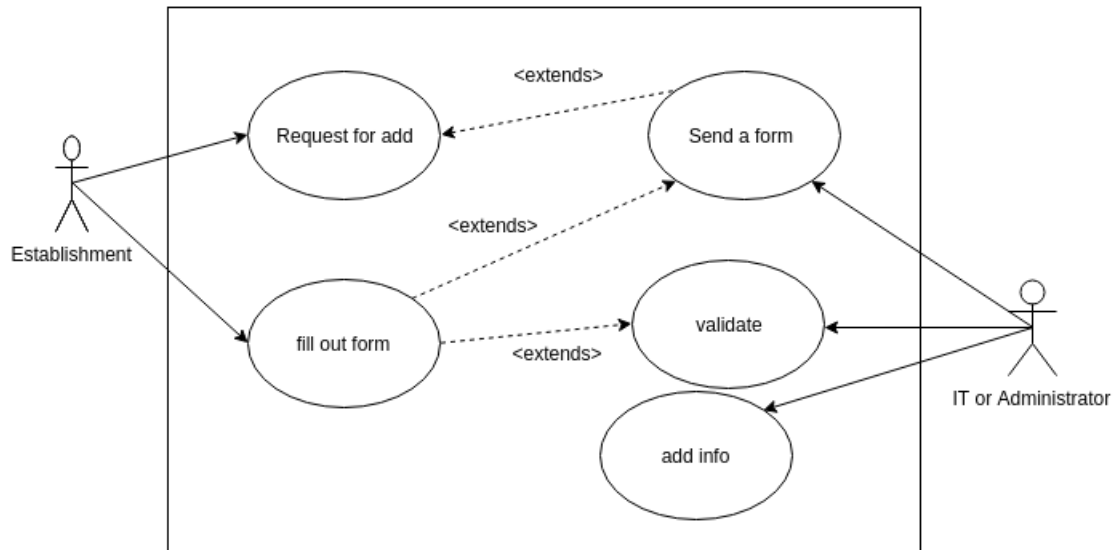 <extends>
Request for add
Send a form
<extends>
Establishment
validate
fill out form
<extends>
IT or Administrator
add info